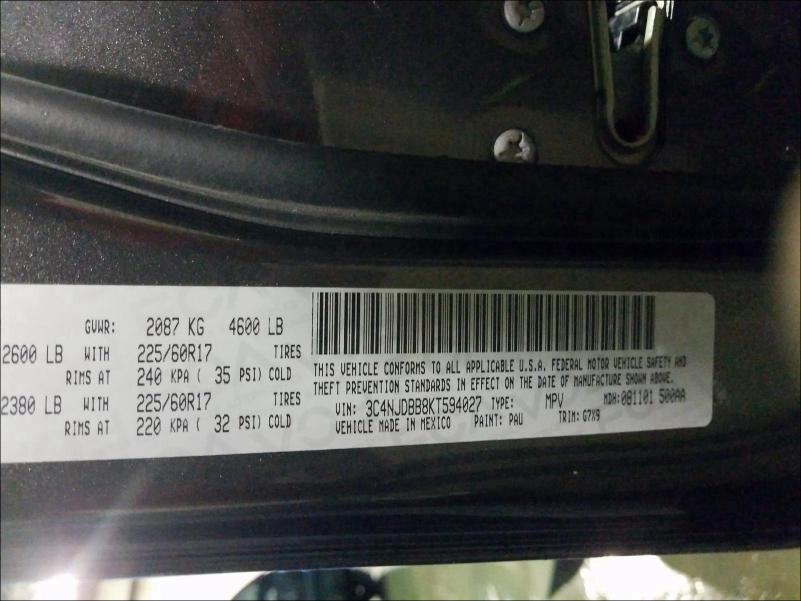 GVWR: 2087 KG 4600 LB
2600 LB WITH 225/60R17 TIRES
RIMS AT 240 KPA ( 35 PSI) COLD
2380 LB WITH 225/60R17 TIRES
RIMS AT 220 KPA ( 32 PSI) COLD
THIS VEHICLE CONFORMS TO ALL APPLICABLE U.S.A. FEDERAL MOTOR VEHICLE SAFETY AND
THEFT PREVENTION STANDARDS IN EFFECT ON THE DATE OF MANUFACTURE SHOWN ABOVE.
VIN: 3C4NJDBB8KT594027 TYPE: MPV MDH:081101 500AA
VEHICLE MADE IN MEXICO PAINT: PAU TRIM: G7X9